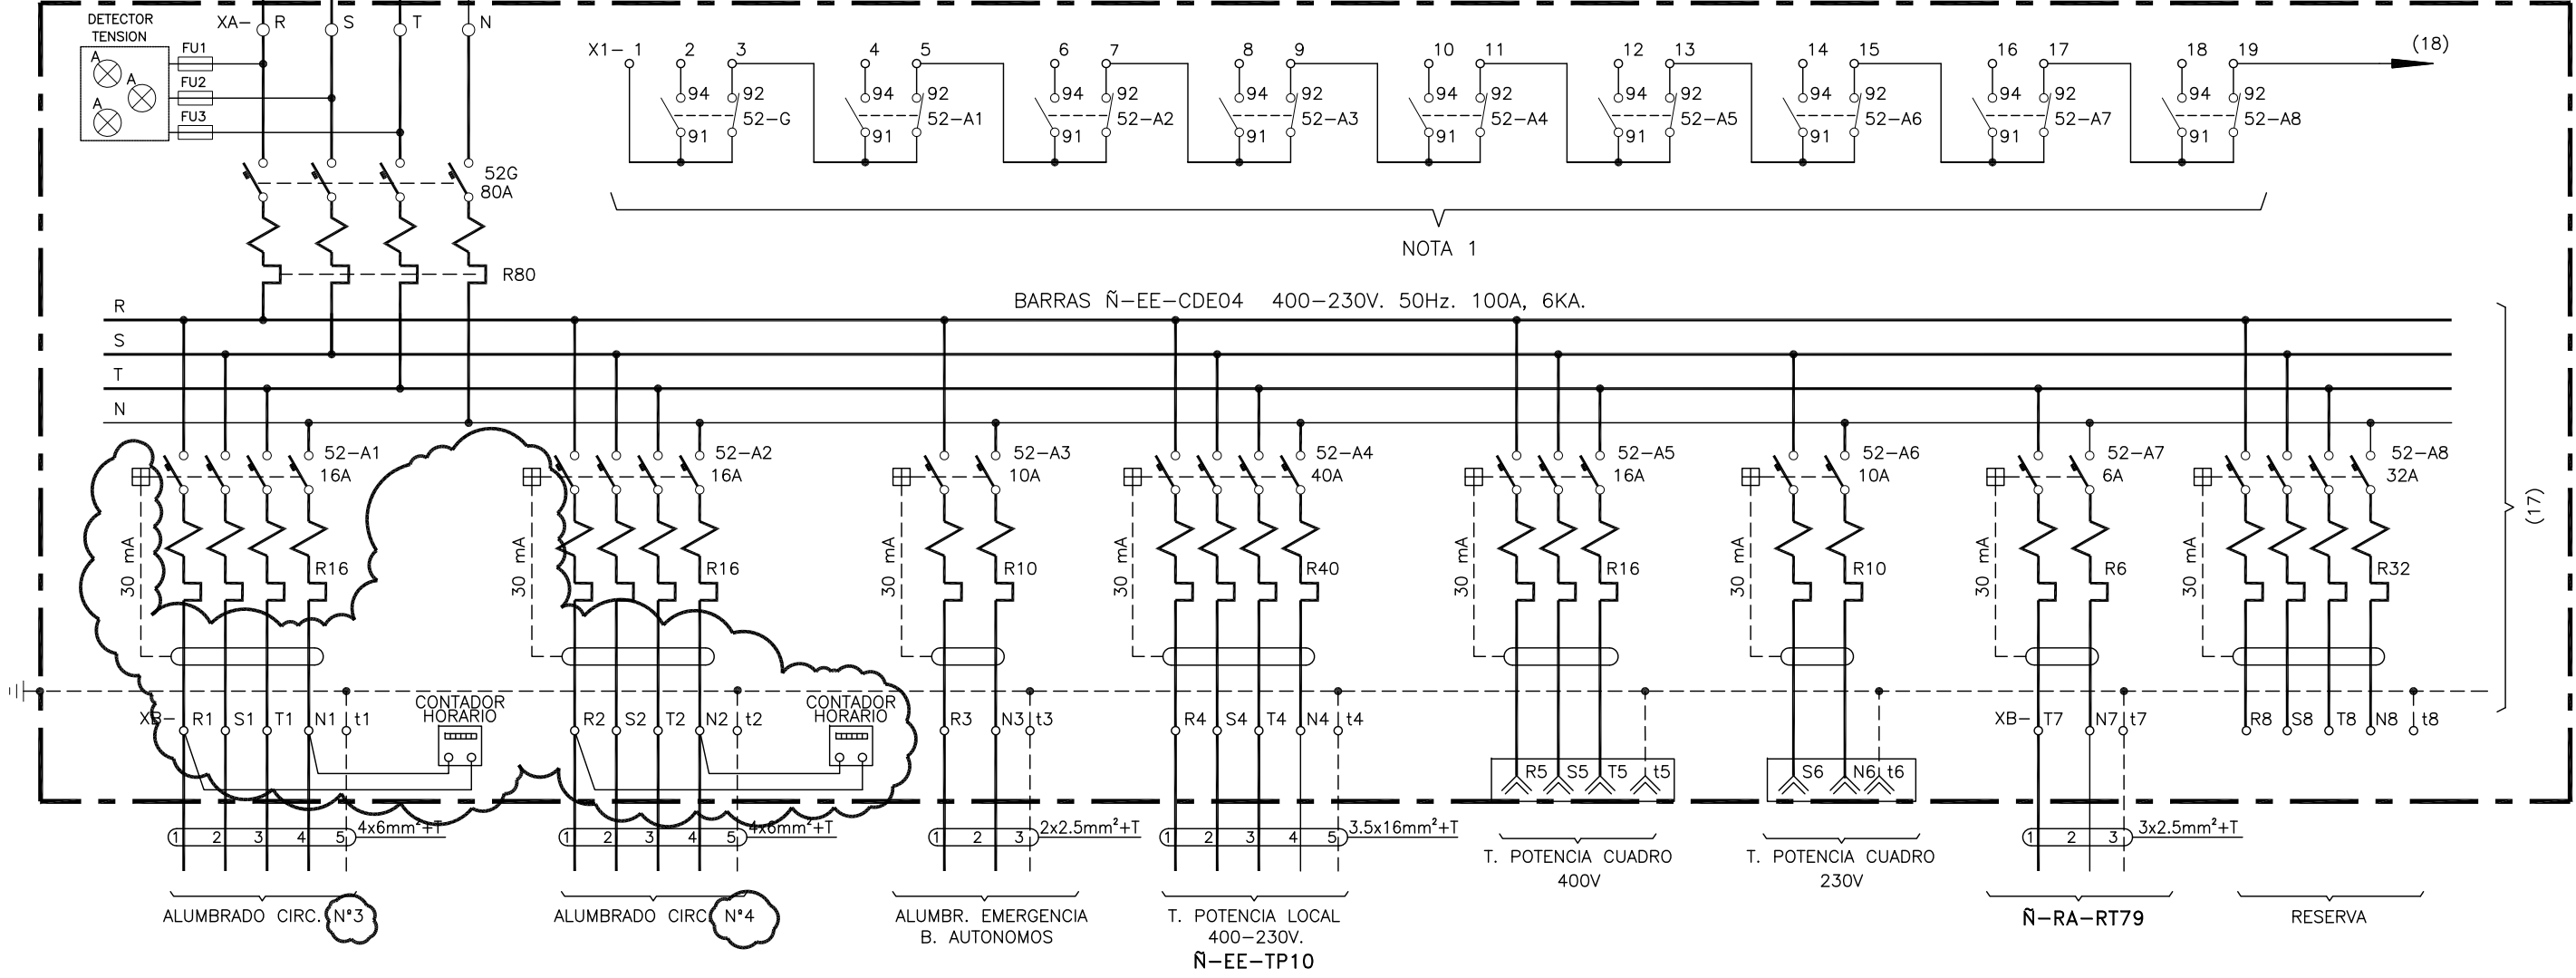 DETECTOR
TENSION
XA- R S T N
A
A
A
FU1
FU2
FU3
X1- 1 2 3 4 5 6 7 8 9 10 11 12 13 14 15 16 17 18 19 (18)
94 92 94 92 94 92 94 92 94 92 94 92 94 92 94 92 94 92
52-G 52-A1 52-A2 52-A3 52-A4 52-A5 52-A6 52-A7 52-A8
91 91 91 91 91 91 91 91 91
52G
80A
NOTA 1
R80
BARRAS Ñ-EE-CDE04 400-230V. 50Hz. 100A, 6KA.
R
S
T
N
52-A1 52-A2 52-A3 52-A4 52-A5 52-A6 52-A7 52-A8
16A 16A 10A 40A 16A 10A 6A 32A
(17)
30 mA 30 mA 30 mA 30 mA 30 mA 30 mA 30 mA 30 mA
R16 R16 R10 R40 R16 R10 R6 R32
CONTADOR
HORARIO
CONTADOR
HORARIO
XB- R1 S1 T1 N1 t1 R2 S2 T2 N2 t2 R3 N3 t3 R4 S4 T4 N4 t4 XB- T7 N7 t7 R8 S8 T8 N8 t8
R5 S5 T5 t5 S6 N6 t6
1 2 3 4 5 4x6mm²+T
1 2 3 4 5 4x6mm²+T
1 2 3 2x2.5mm²+T
1 2 3 4 5 3.5x16mm²+T
1 2 3 3x2.5mm²+T
T. POTENCIA CUADRO
400V
T. POTENCIA CUADRO
230V
ALUMBRADO CIRC. Nº3
ALUMBRADO CIRC. Nº4
ALUMBR. EMERGENCIA
B. AUTONOMOS
T. POTENCIA LOCAL
400-230V.
Ñ-EE-TP10
Ñ-RA-RT79
RESERVA